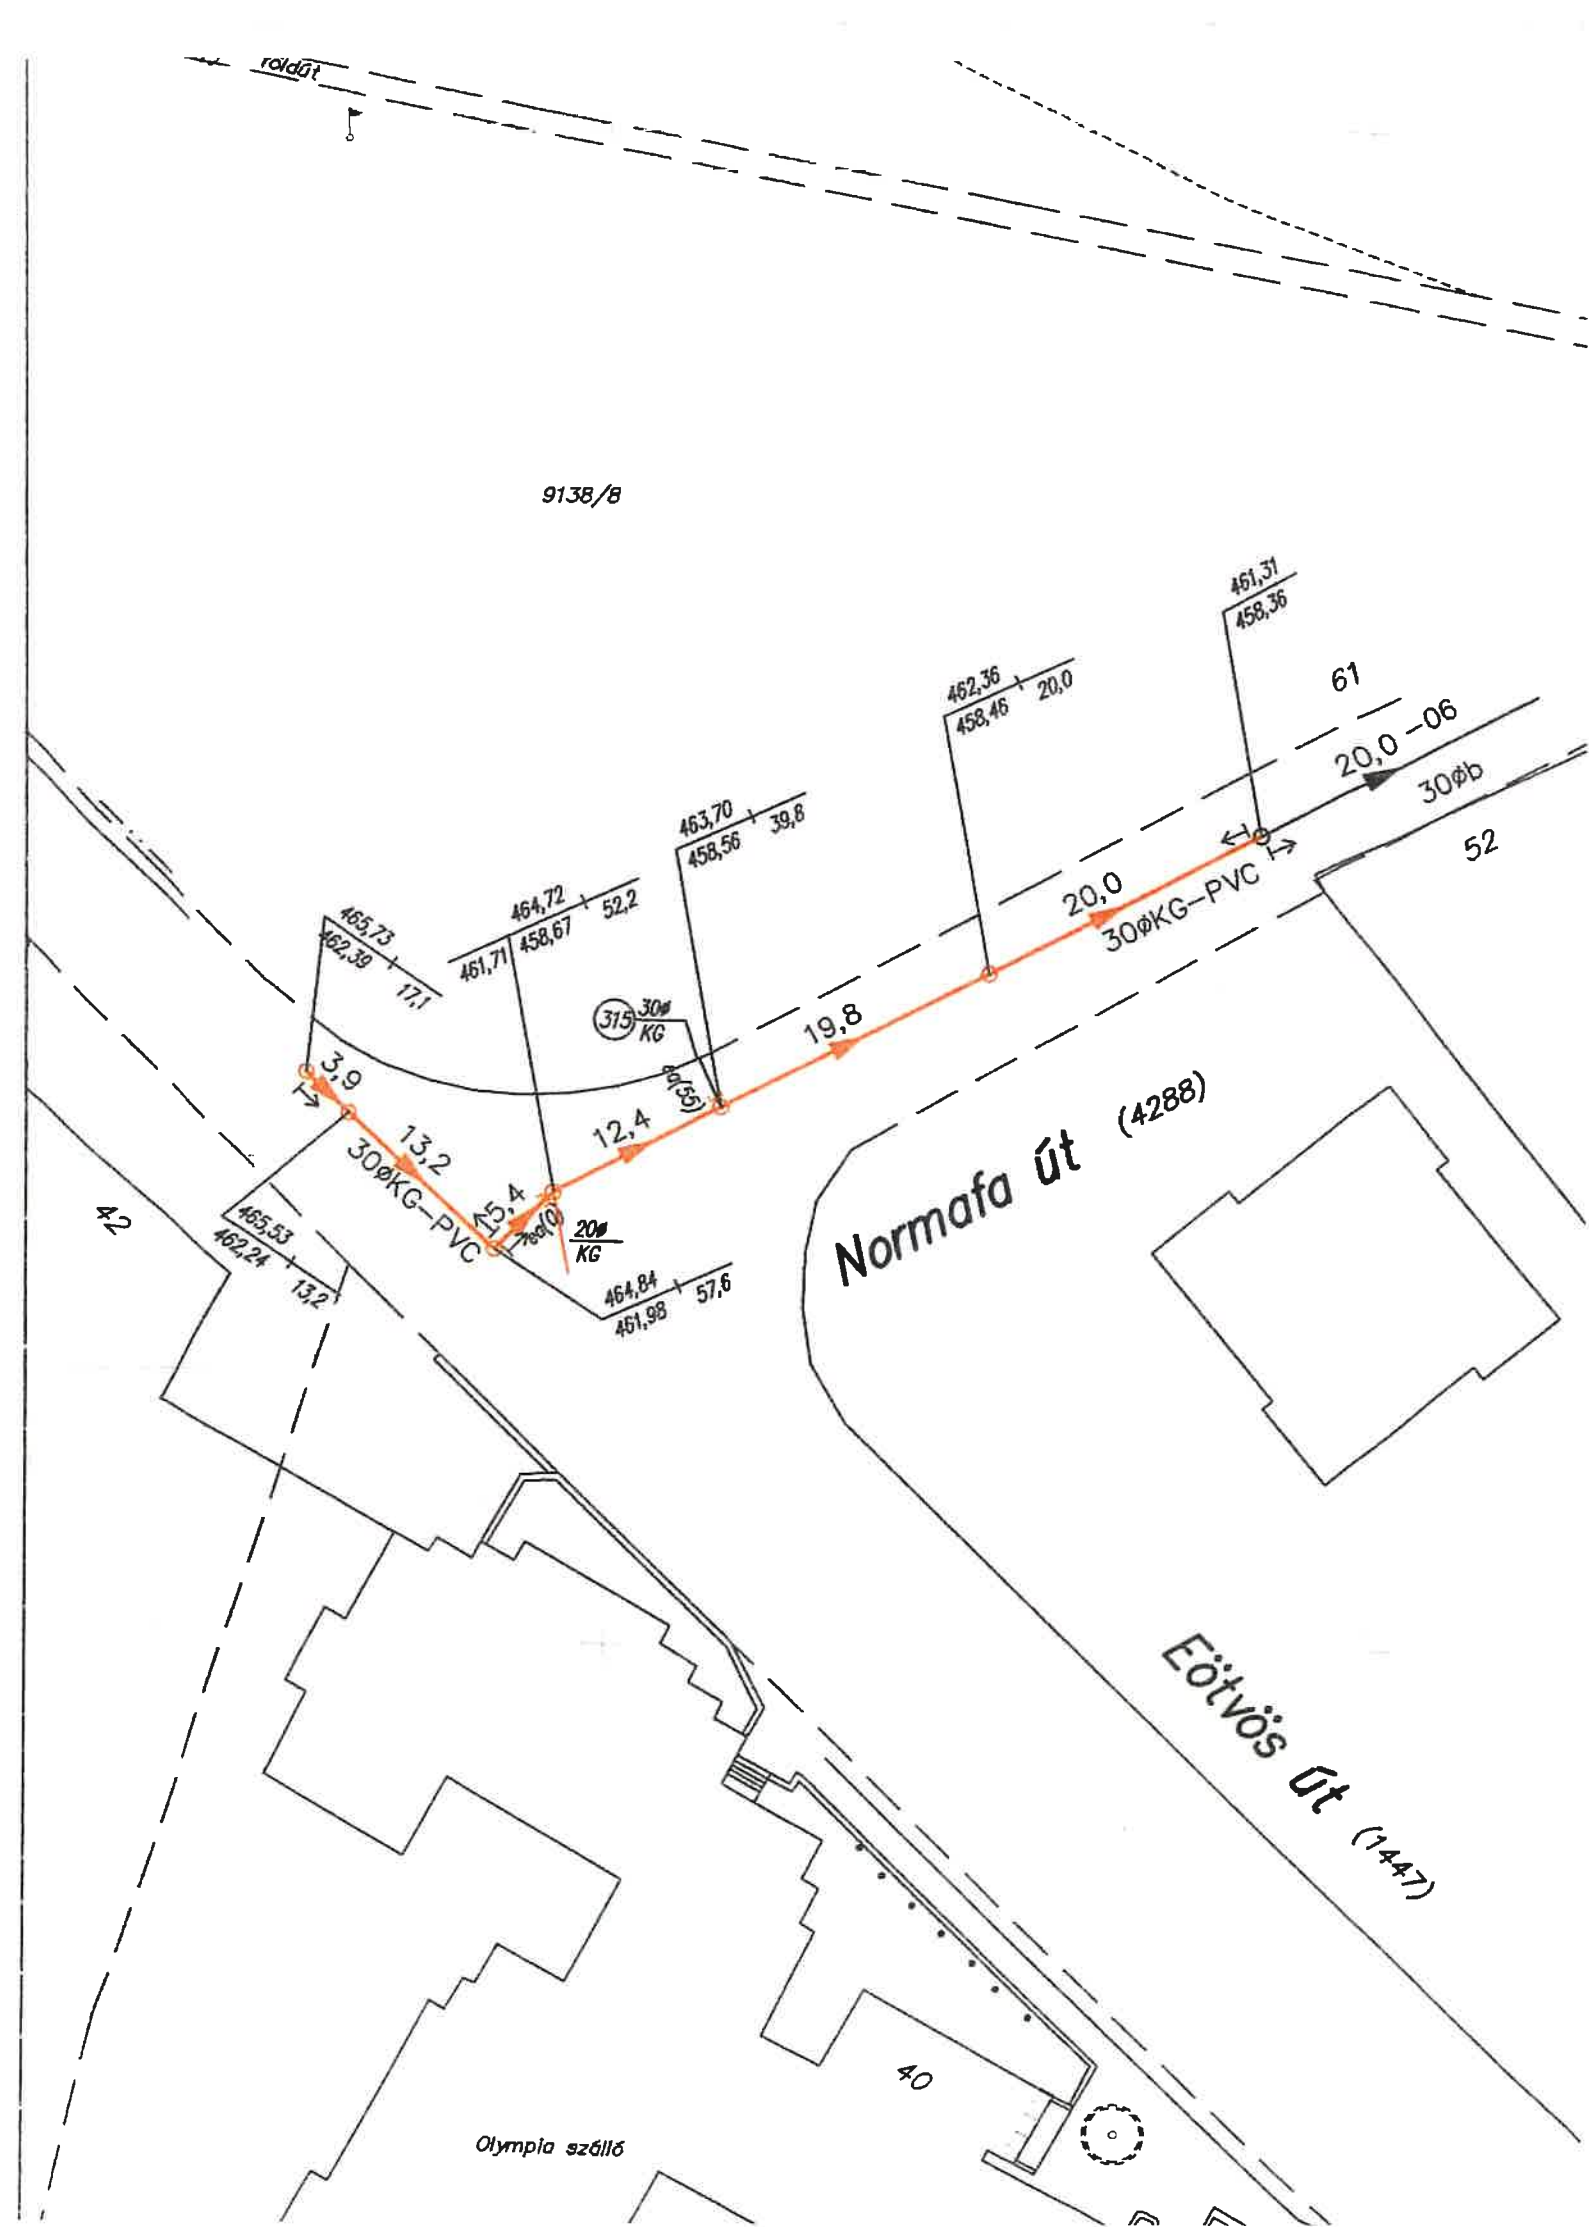 földút
9138/8
461,31
458,36
61
462,36
458,46 20,0
20,0 -06
30øb
52
463,70
458,56 39,8
20,0
30øKG-PVC
464,72
461,71 458,67 52,2
465,73
462,39
17,1
315 30ø
KG
19,8
ea(55)
3,9
12,4
(4288)
Normafa út
13,2
30øKG-PVC
5,4
ea(0)
20ø
KG
42
465,53
462,24
13,2
464,84
461,98 57,6
Eötvös út (1447)
40
Olympia szálló